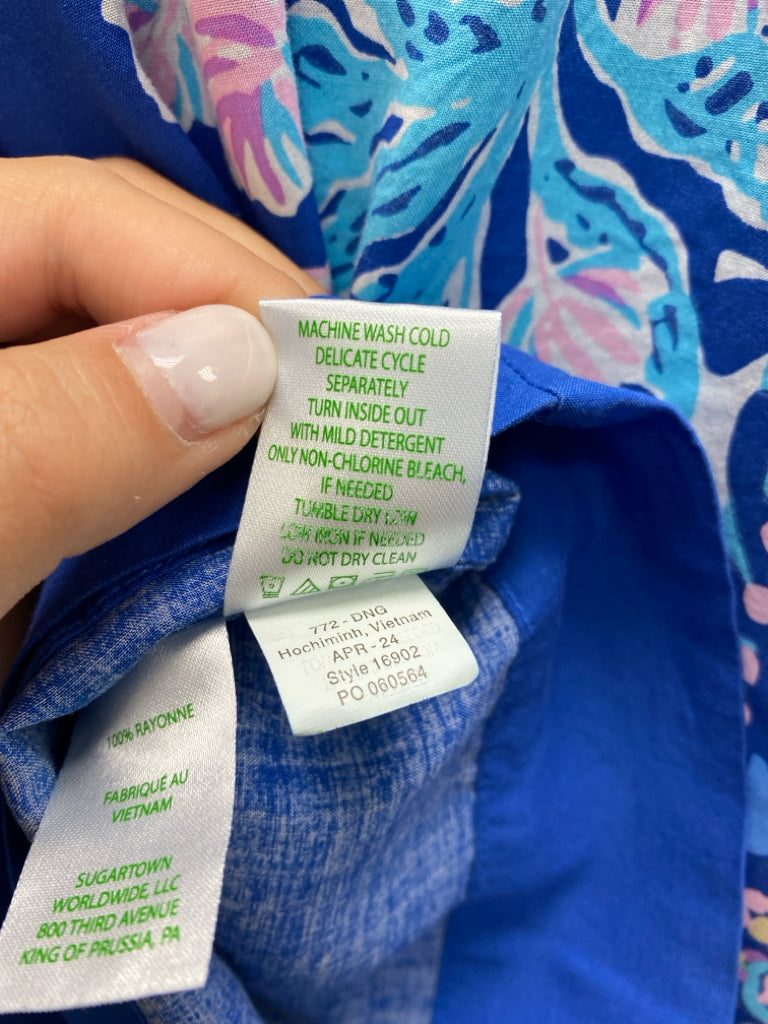 MACHINE WASH COLD
DELICATE CYCLE
SEPARATELY
TURN INSIDE OUT
WITH MILD DETERGENT
ONLY NON-CHLORINE BLEACH,
IF NEEDED
TUMBLE DRY LOW
LOW IRON IF NEEDED
DO NOT DRY CLEAN
772 - DNG
Hochiminh, Vietnam
APR - 24
Style 16902
PO 060564
100% RAYONNE
FABRIQUÉ AU
VIETNAM
SUGARTOWN
WORLDWIDE, LLC
800 THIRD AVENUE
KING OF PRUSSIA, PA